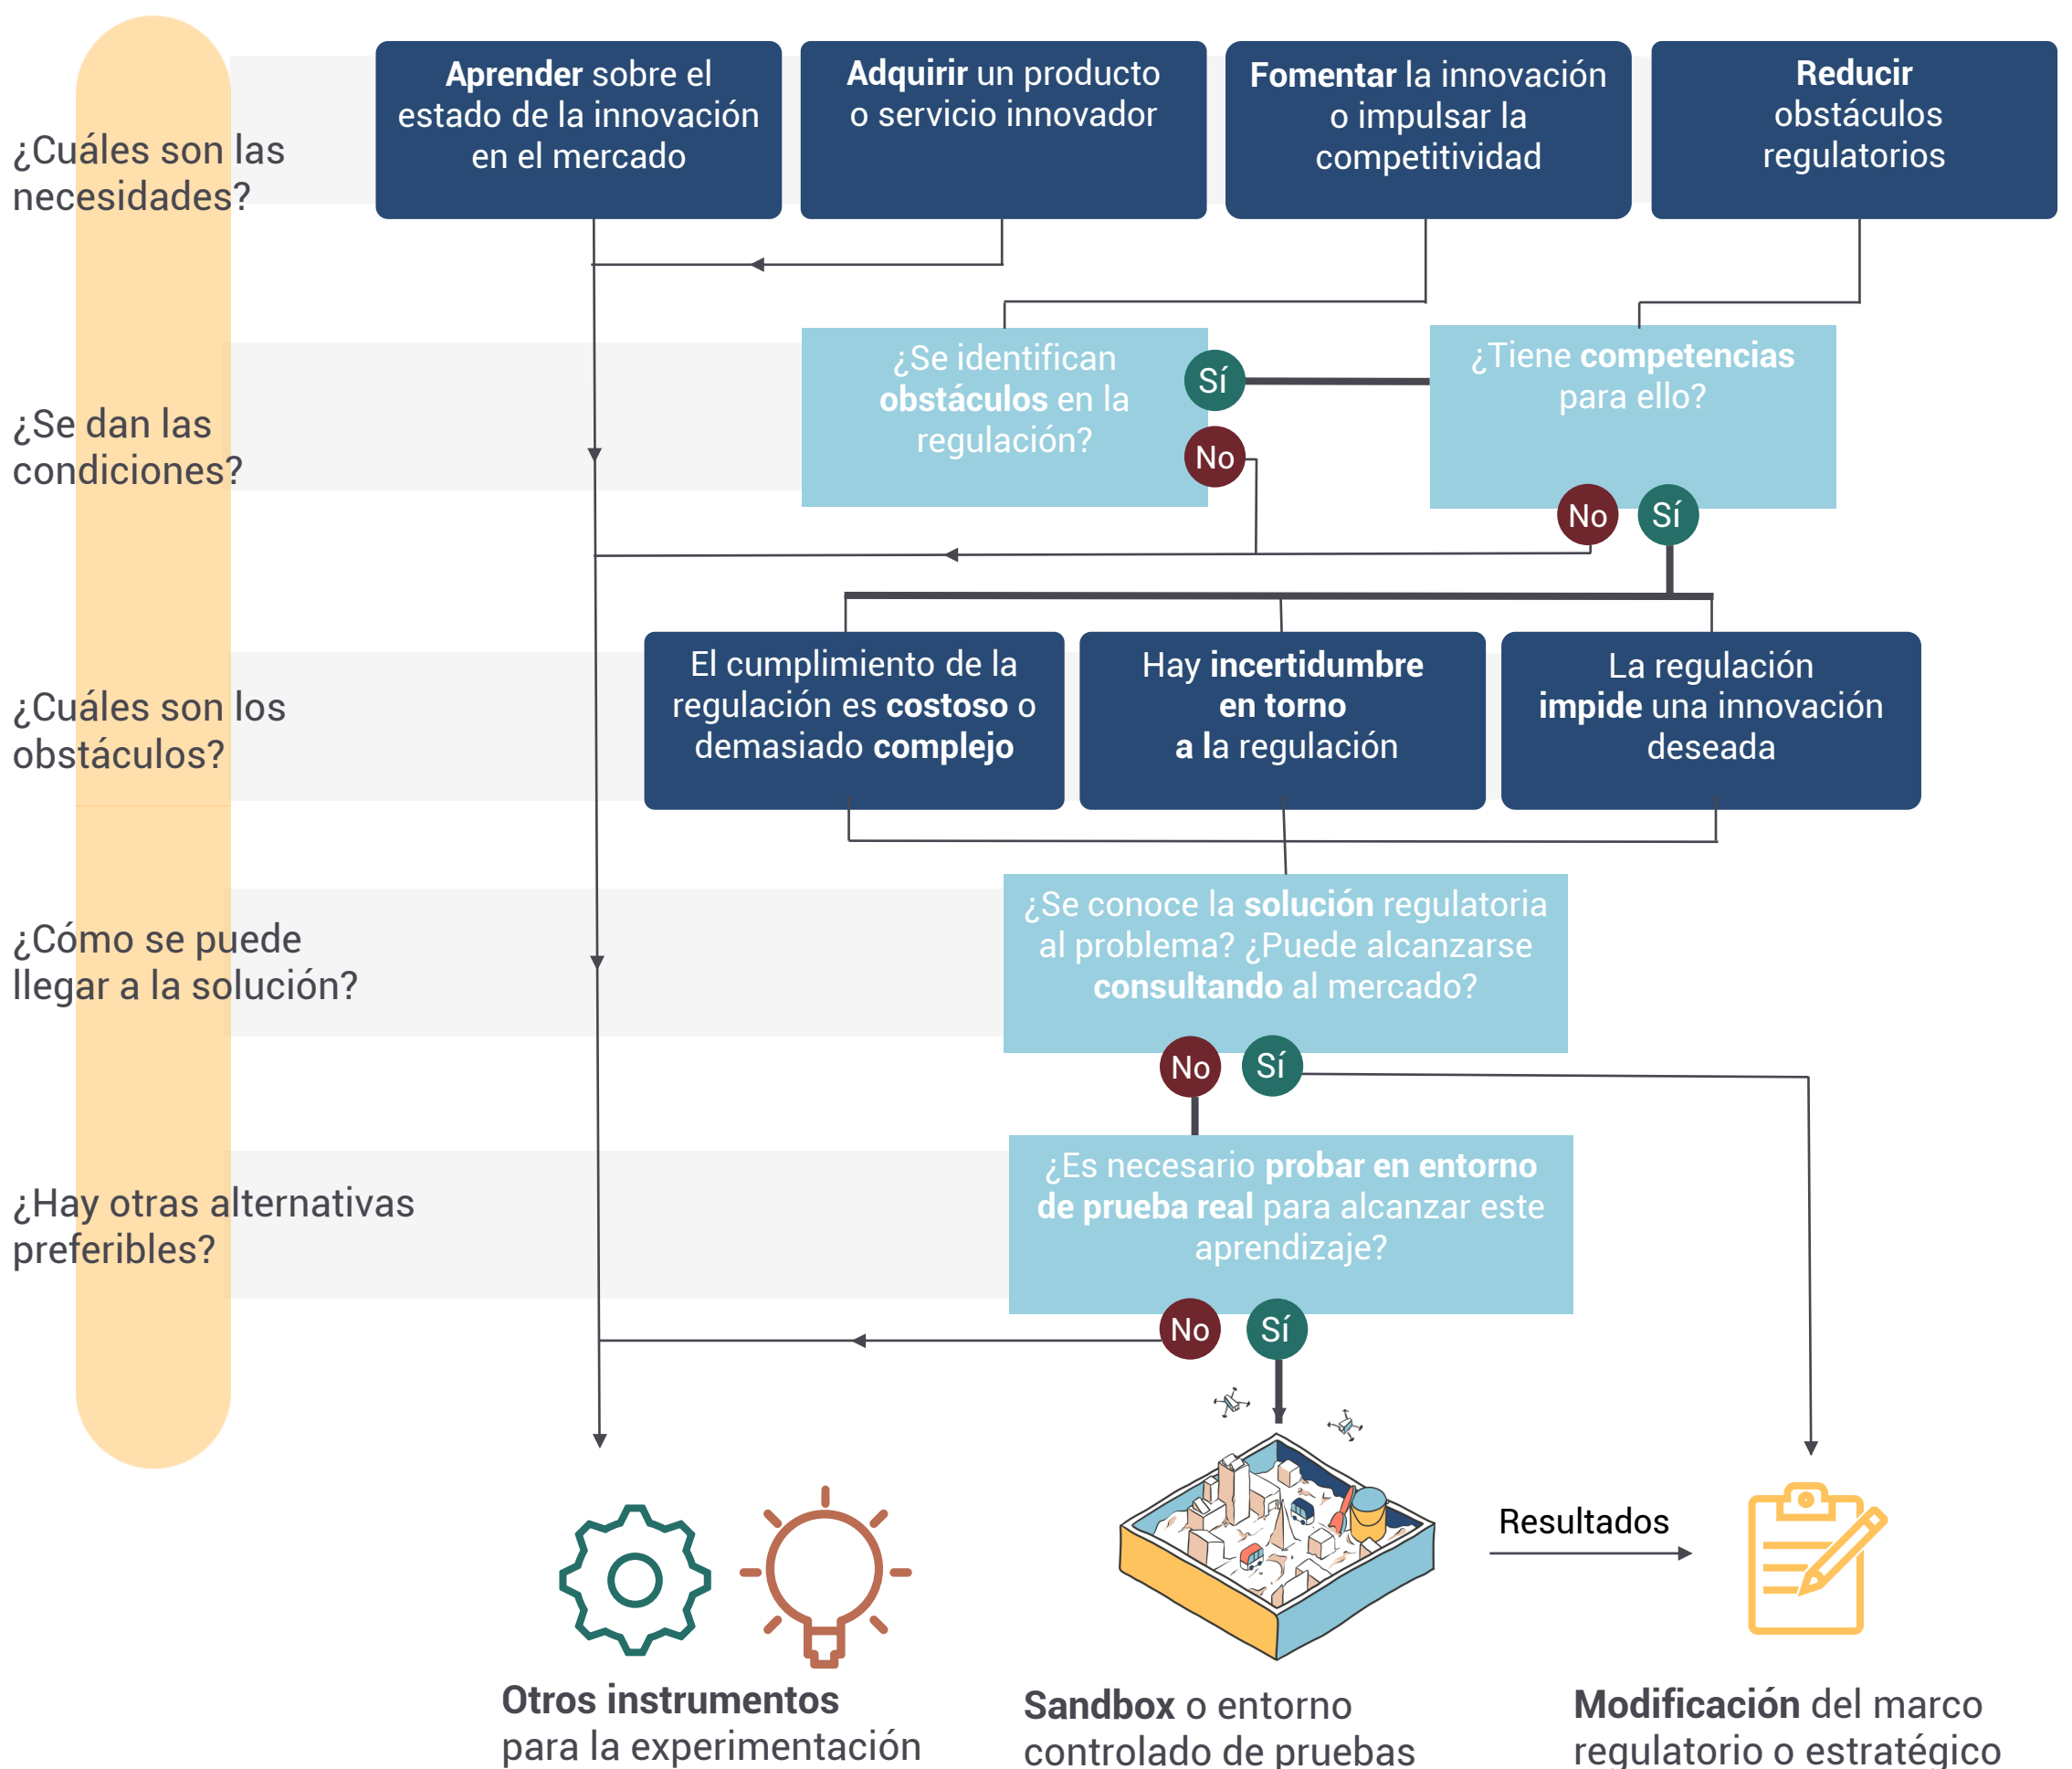 ¿Cuáles son las
necesidades?
Aprender sobre el
estado de la innovación
en el mercado
Adquirir un producto
o servicio innovador
Fomentar la innovación
o impulsar la
competitividad
Reducir
obstáculos
regulatorios
¿Se dan las
condiciones?
¿Se identifican
obstáculos en la
regulación?
Sí
No
¿Tiene competencias
para ello?
No
Sí
¿Cuáles son los
obstáculos?
El cumplimiento de la
regulación es costoso o
demasiado complejo
Hay incertidumbre
en torno
a la regulación
La regulación
impide una innovación
deseada
¿Cómo se puede
llegar a la solución?
¿Se conoce la solución regulatoria
al problema? ¿Puede alcanzarse
consultando al mercado?
No
Sí
¿Hay otras alternativas
preferibles?
¿Es necesario probar en entorno
de prueba real para alcanzar este
aprendizaje?
No
Sí
Resultados
Otros instrumentos
para la experimentación
Sandbox o entorno
controlado de pruebas
Modificación del marco
regulatorio o estratégico